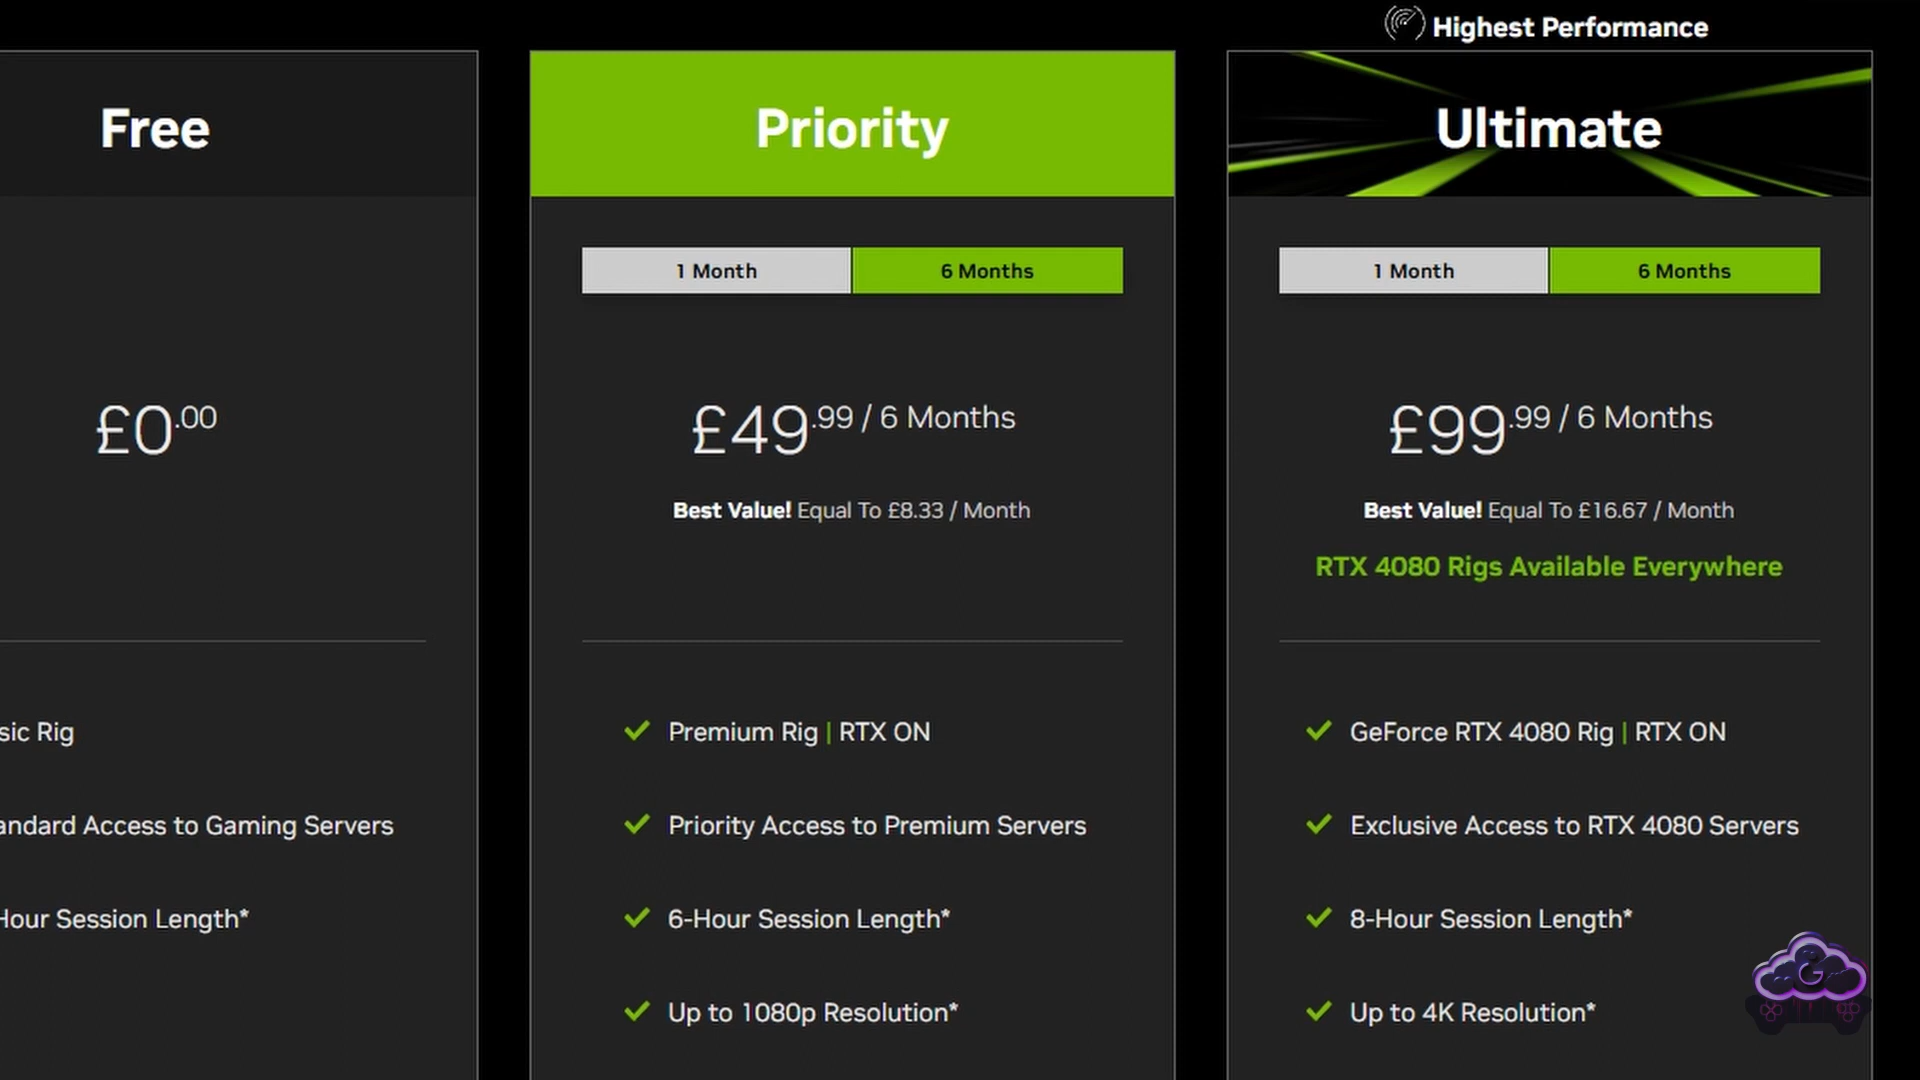 Highest Performance
Free
£0.00
sic Rig
andard Access to Gaming Servers
Hour Session Length*
Priority
1 Month
6 Months
£49.99 / 6 Months
Best Value! Equal To £8.33 / Month
Premium Rig | RTX ON
Priority Access to Premium Servers
6-Hour Session Length*
Up to 1080p Resolution*
Ultimate
1 Month
6 Months
£99.99 / 6 Months
Best Value! Equal To £16.67 / Month
RTX 4080 Rigs Available Everywhere
GeForce RTX 4080 Rig | RTX ON
Exclusive Access to RTX 4080 Servers
8-Hour Session Length*
Up to 4K Resolution*
G